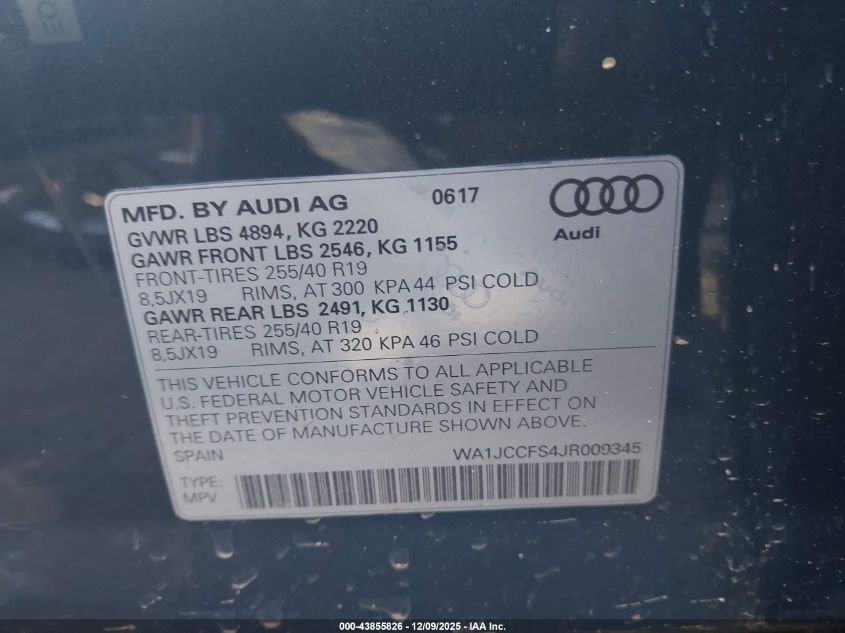 ED
MFD. BY AUDI AG 0617
GVWR LBS 4894, KG 2220
GAWR FRONT LBS 2546, KG 1155
FRONT-TIRES 255/40 R19
8,5JX19 RIMS, AT 300 KPA 44 PSI COLD
GAWR REAR LBS 2491, KG 1130
REAR-TIRES 255/40 R19
8,5JX19 RIMS, AT 320 KPA 46 PSI COLD
Audi
THIS VEHICLE CONFORMS TO ALL APPLICABLE
U.S. FEDERAL MOTOR VEHICLE SAFETY AND
THEFT PREVENTION STANDARDS IN EFFECT ON
THE DATE OF MANUFACTURE SHOWN ABOVE.
SPAIN WA1JCCFS4JR009345
TYPE:
MPV
000-43855826 - 12/09/2025 - IAA Inc.